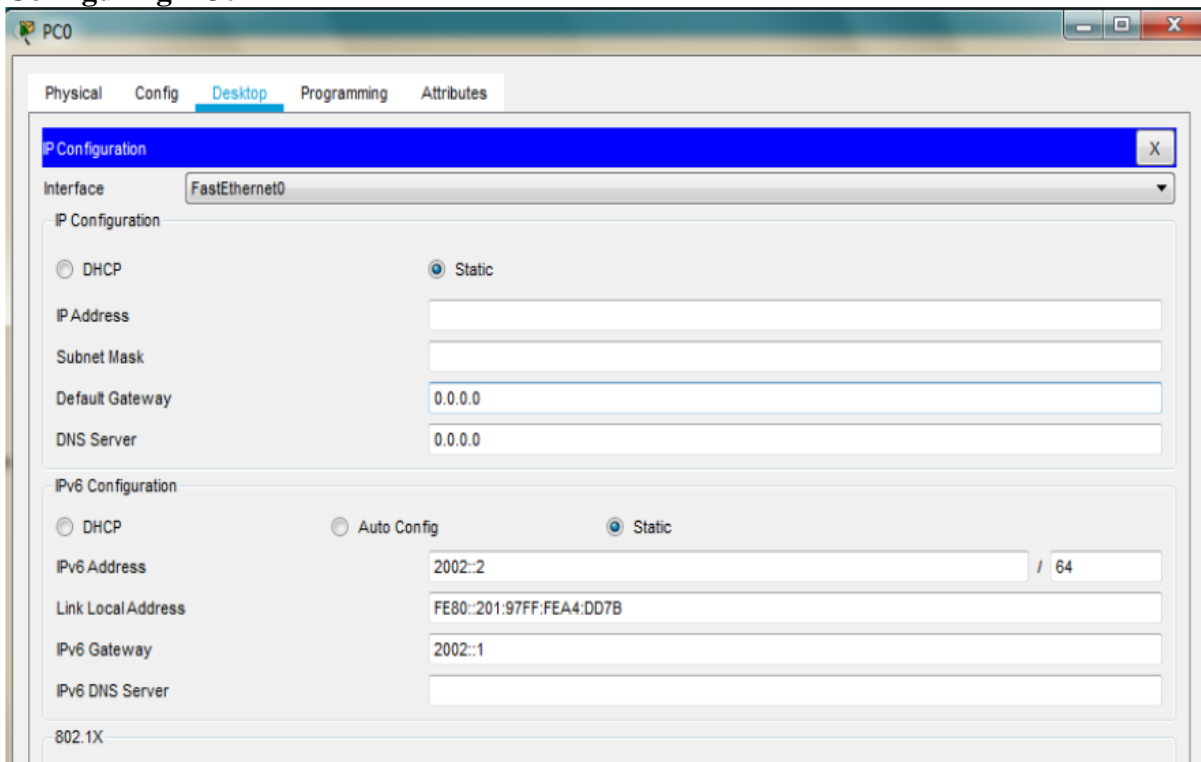 PC0
Physical Config Desktop Programming Attributes
IP Configuration X
Interface FastEthernet0
IP Configuration
DHCP Static
IP Address
Subnet Mask
Default Gateway 0.0.0.0
DNS Server 0.0.0.0
IPv6 Configuration
DHCP Auto Config Static
IPv6 Address 2002::2 / 64
Link Local Address FE80::201:97FF:FEA4:DD7B
IPv6 Gateway 2002::1
IPv6 DNS Server
802.1X